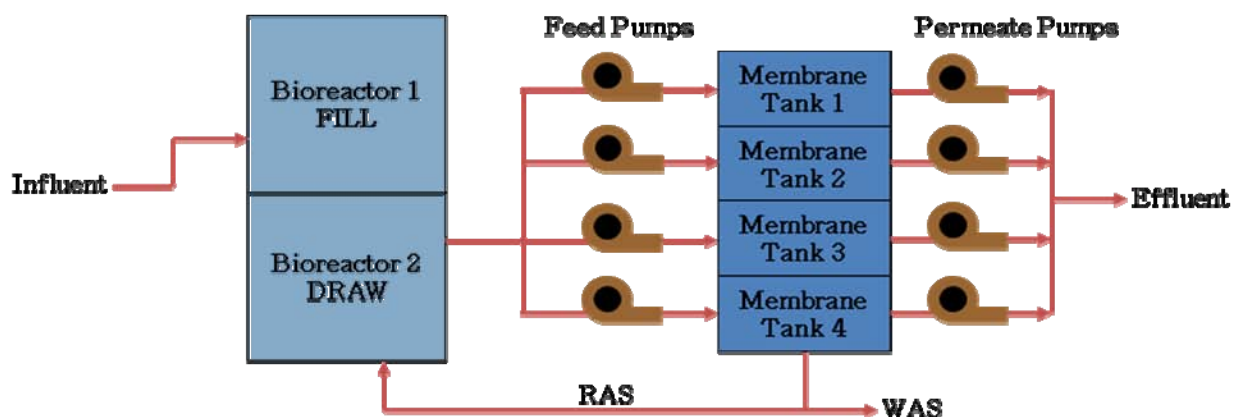 Feed Pumps
Permeate Pumps
Bioreactor 1
FILL
Membrane
Tank 1
Membrane
Tank 2
Influent
Effluent
Bioreactor 2
DRAW
Membrane
Tank 3
Membrane
Tank 4
RAS
WAS